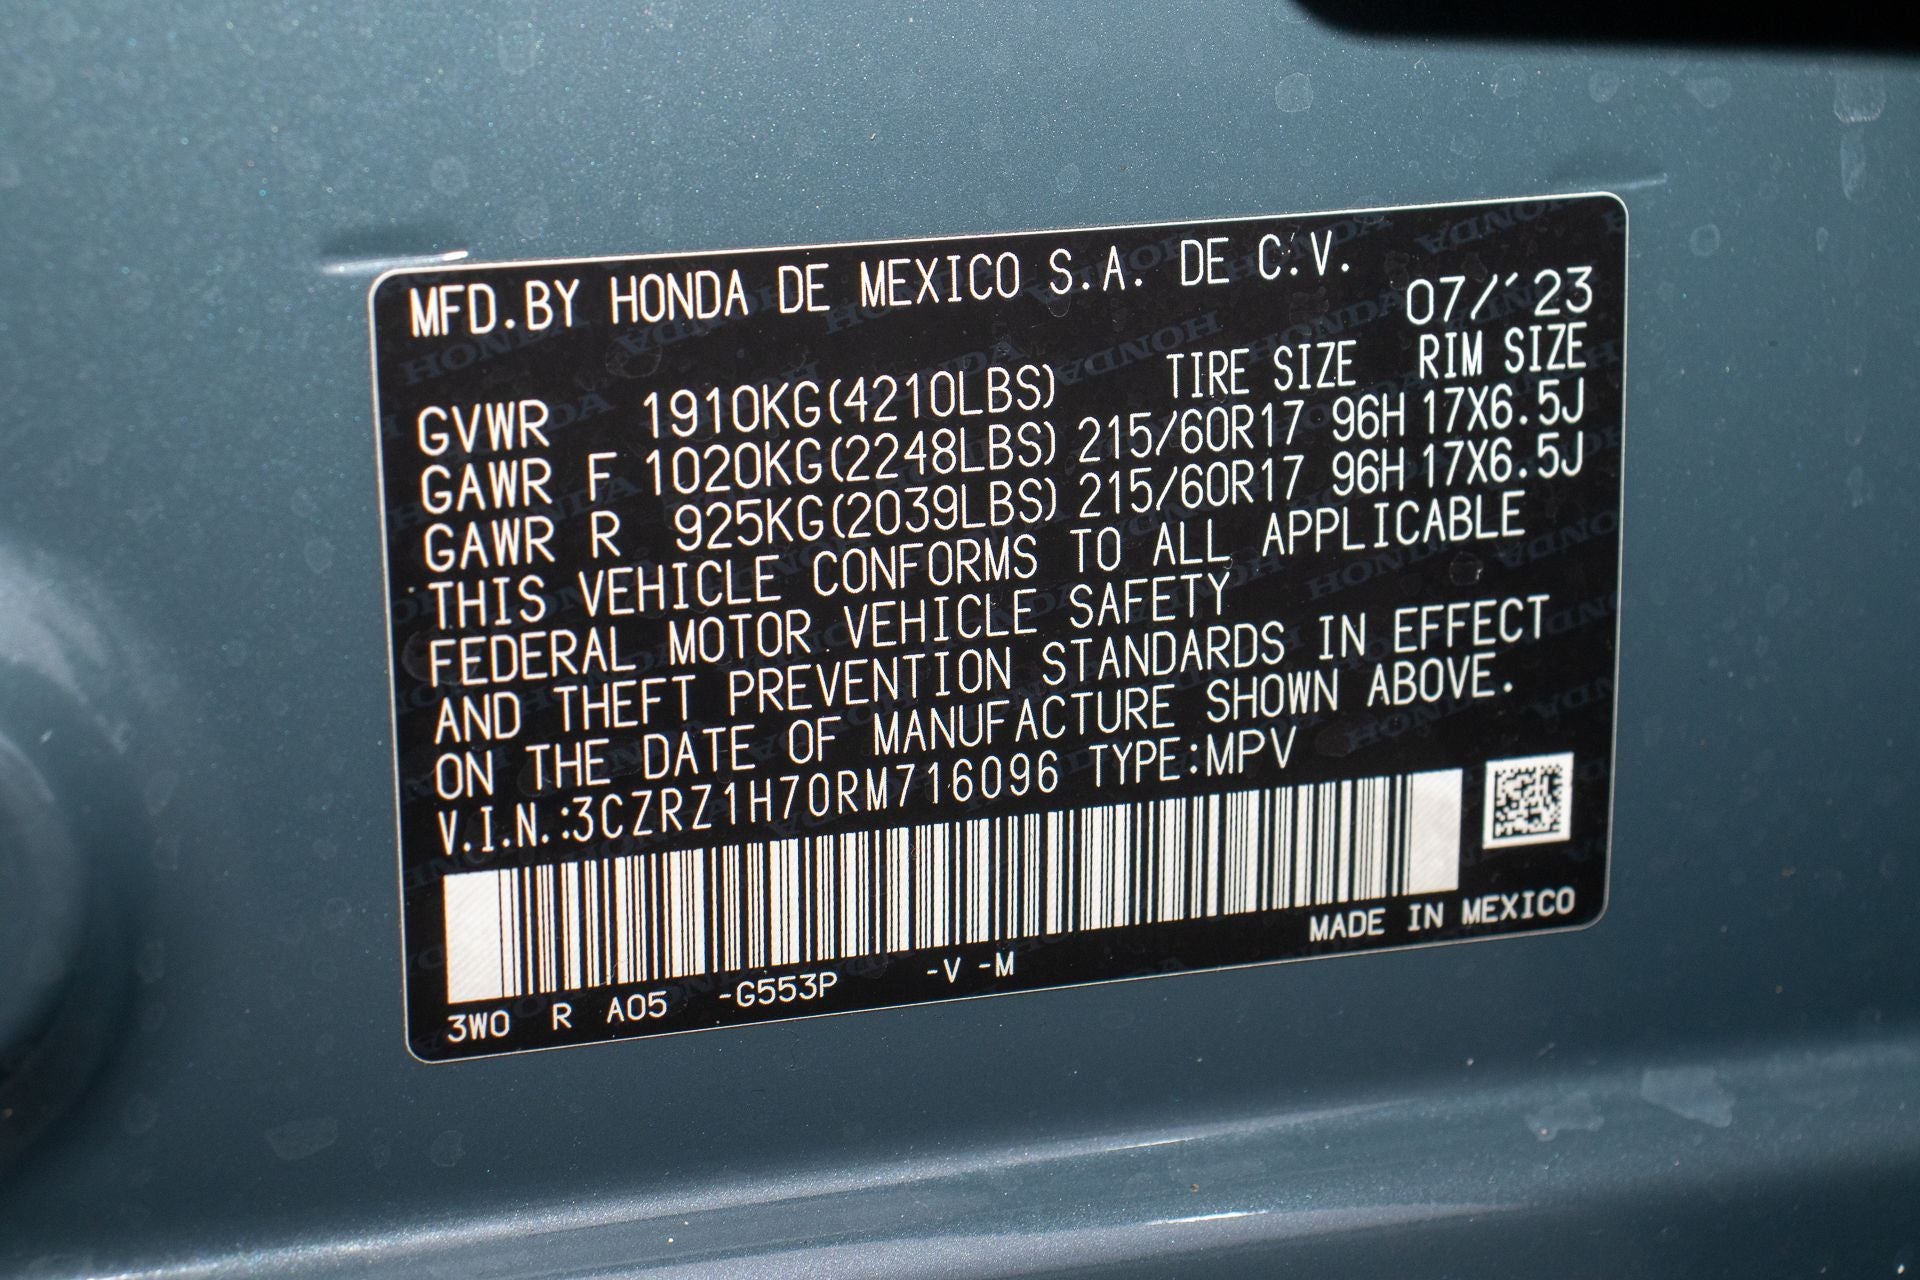 MFD.BY HONDA DE MEXICO S.A. DE C.V.
07/'23
TIRE SIZE RIM SIZE
GVWR 1910KG(4210LBS)
GAWR F 1020KG(2248LBS) 215/60R17 96H 17X6.5J
GAWR R 925KG(2039LBS) 215/60R17 96H 17X6.5J
THIS VEHICLE CONFORMS TO ALL APPLICABLE
FEDERAL MOTOR VEHICLE SAFETY
AND THEFT PREVENTION STANDARDS IN EFFECT
ON THE DATE OF MANUFACTURE SHOWN ABOVE.
V.I.N.:3CZRZ1H70RM716096 TYPE:MPV
MADE IN MEXICO
3W0 R A05 -G553P -V -M